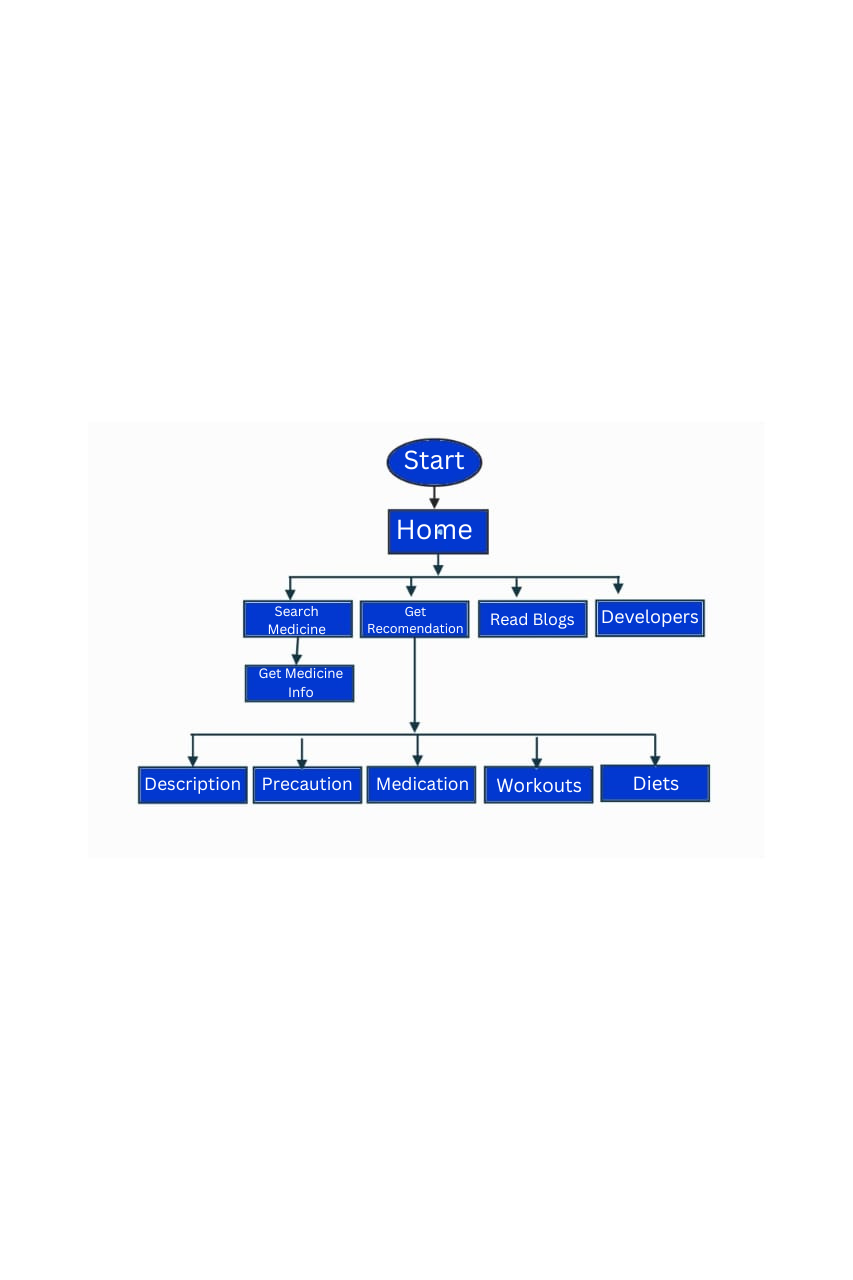 Start
Home
Search
Medicine
Get
Recomendation
Read Blogs
Developers
Get Medicine
Info
Description
Precaution
Medication
Workouts
Diets